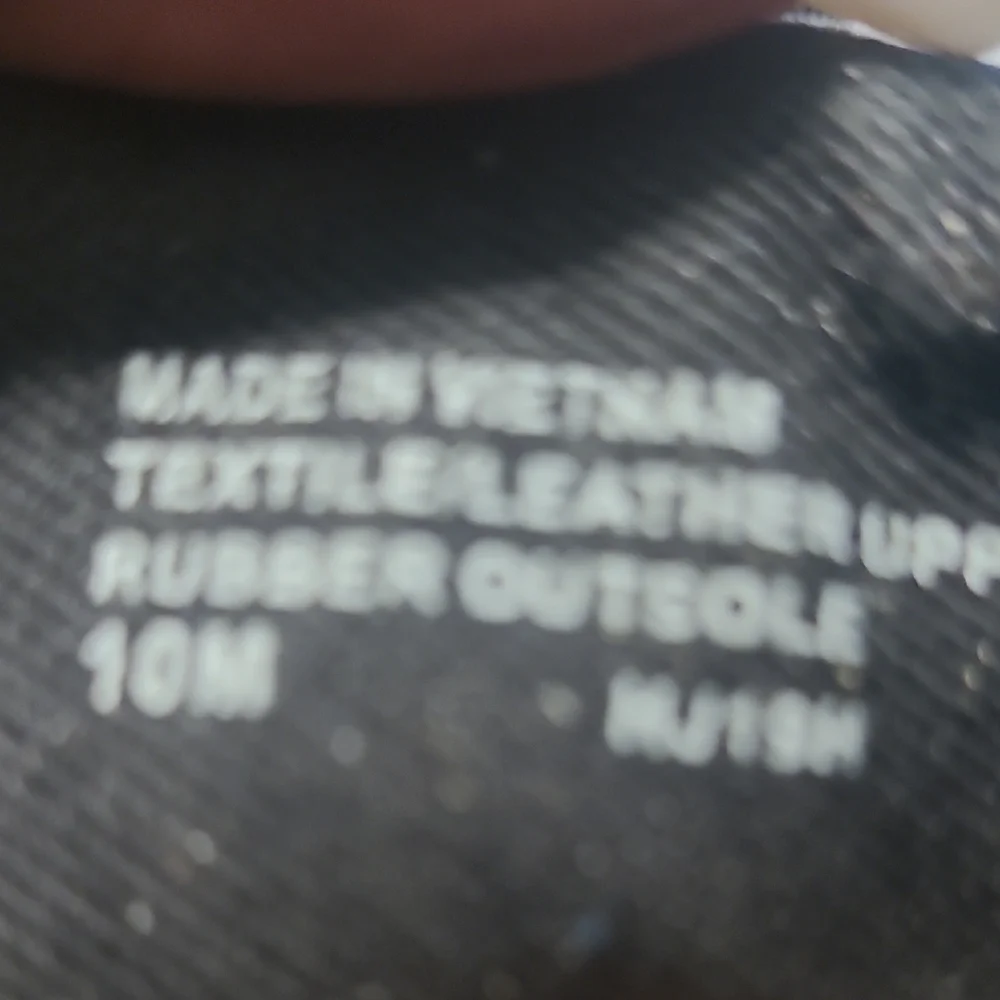 MADE IN VIETNAM
TEXTILE/LEATHER UPP
RUBBER OUTSOLE
10M